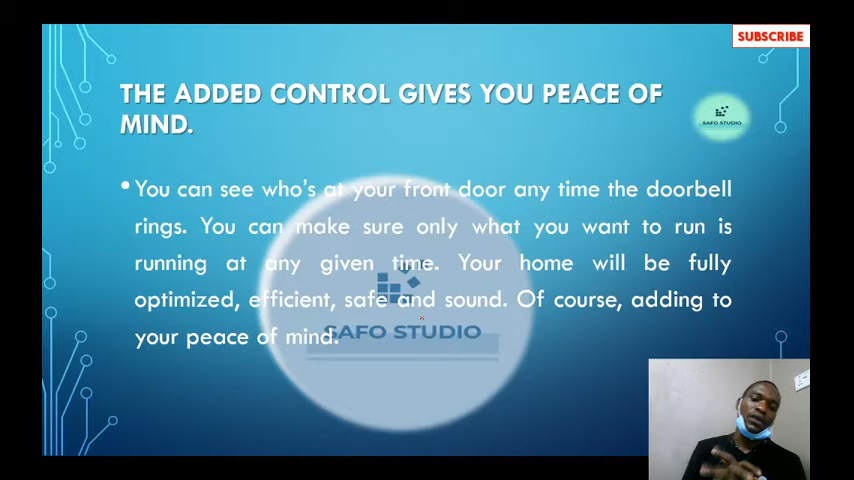 SUBSCRIBE
THE ADDED CONTROL GIVES YOU PEACE OF
MIND.
SAFO STUDIO
• You can see who's at your front door any time the doorbell
rings. You can make sure only what you want to run is
running at any given time. Your home will be fully
optimized, efficient, safe and sound. Of course, adding to
your peace of mind.
SAFO STUDIO